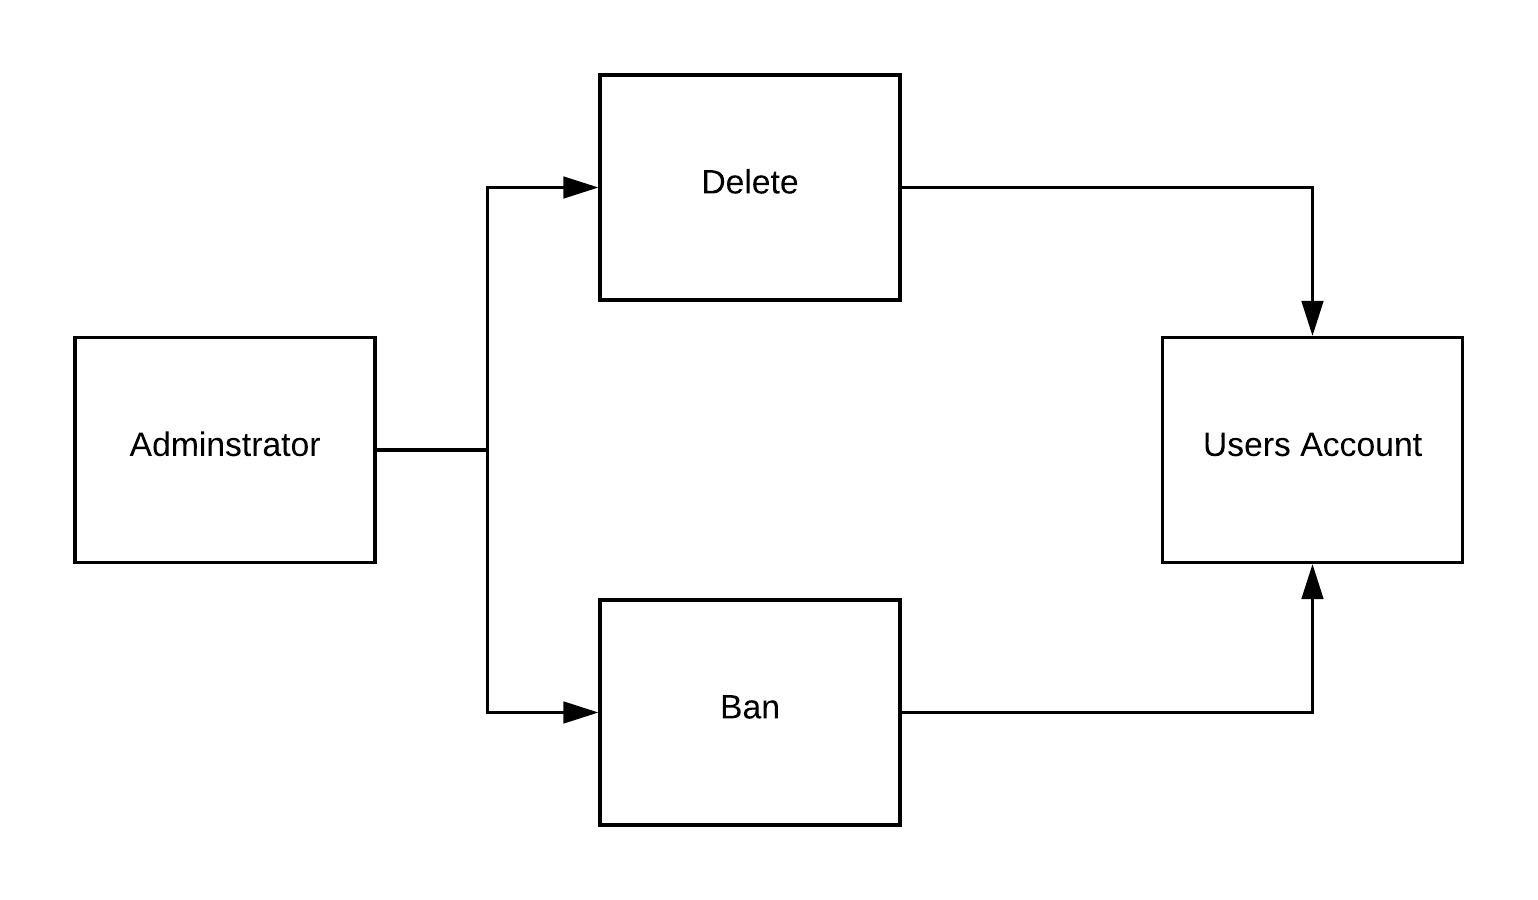 Delete
Adminstrator
Users Account
Ban